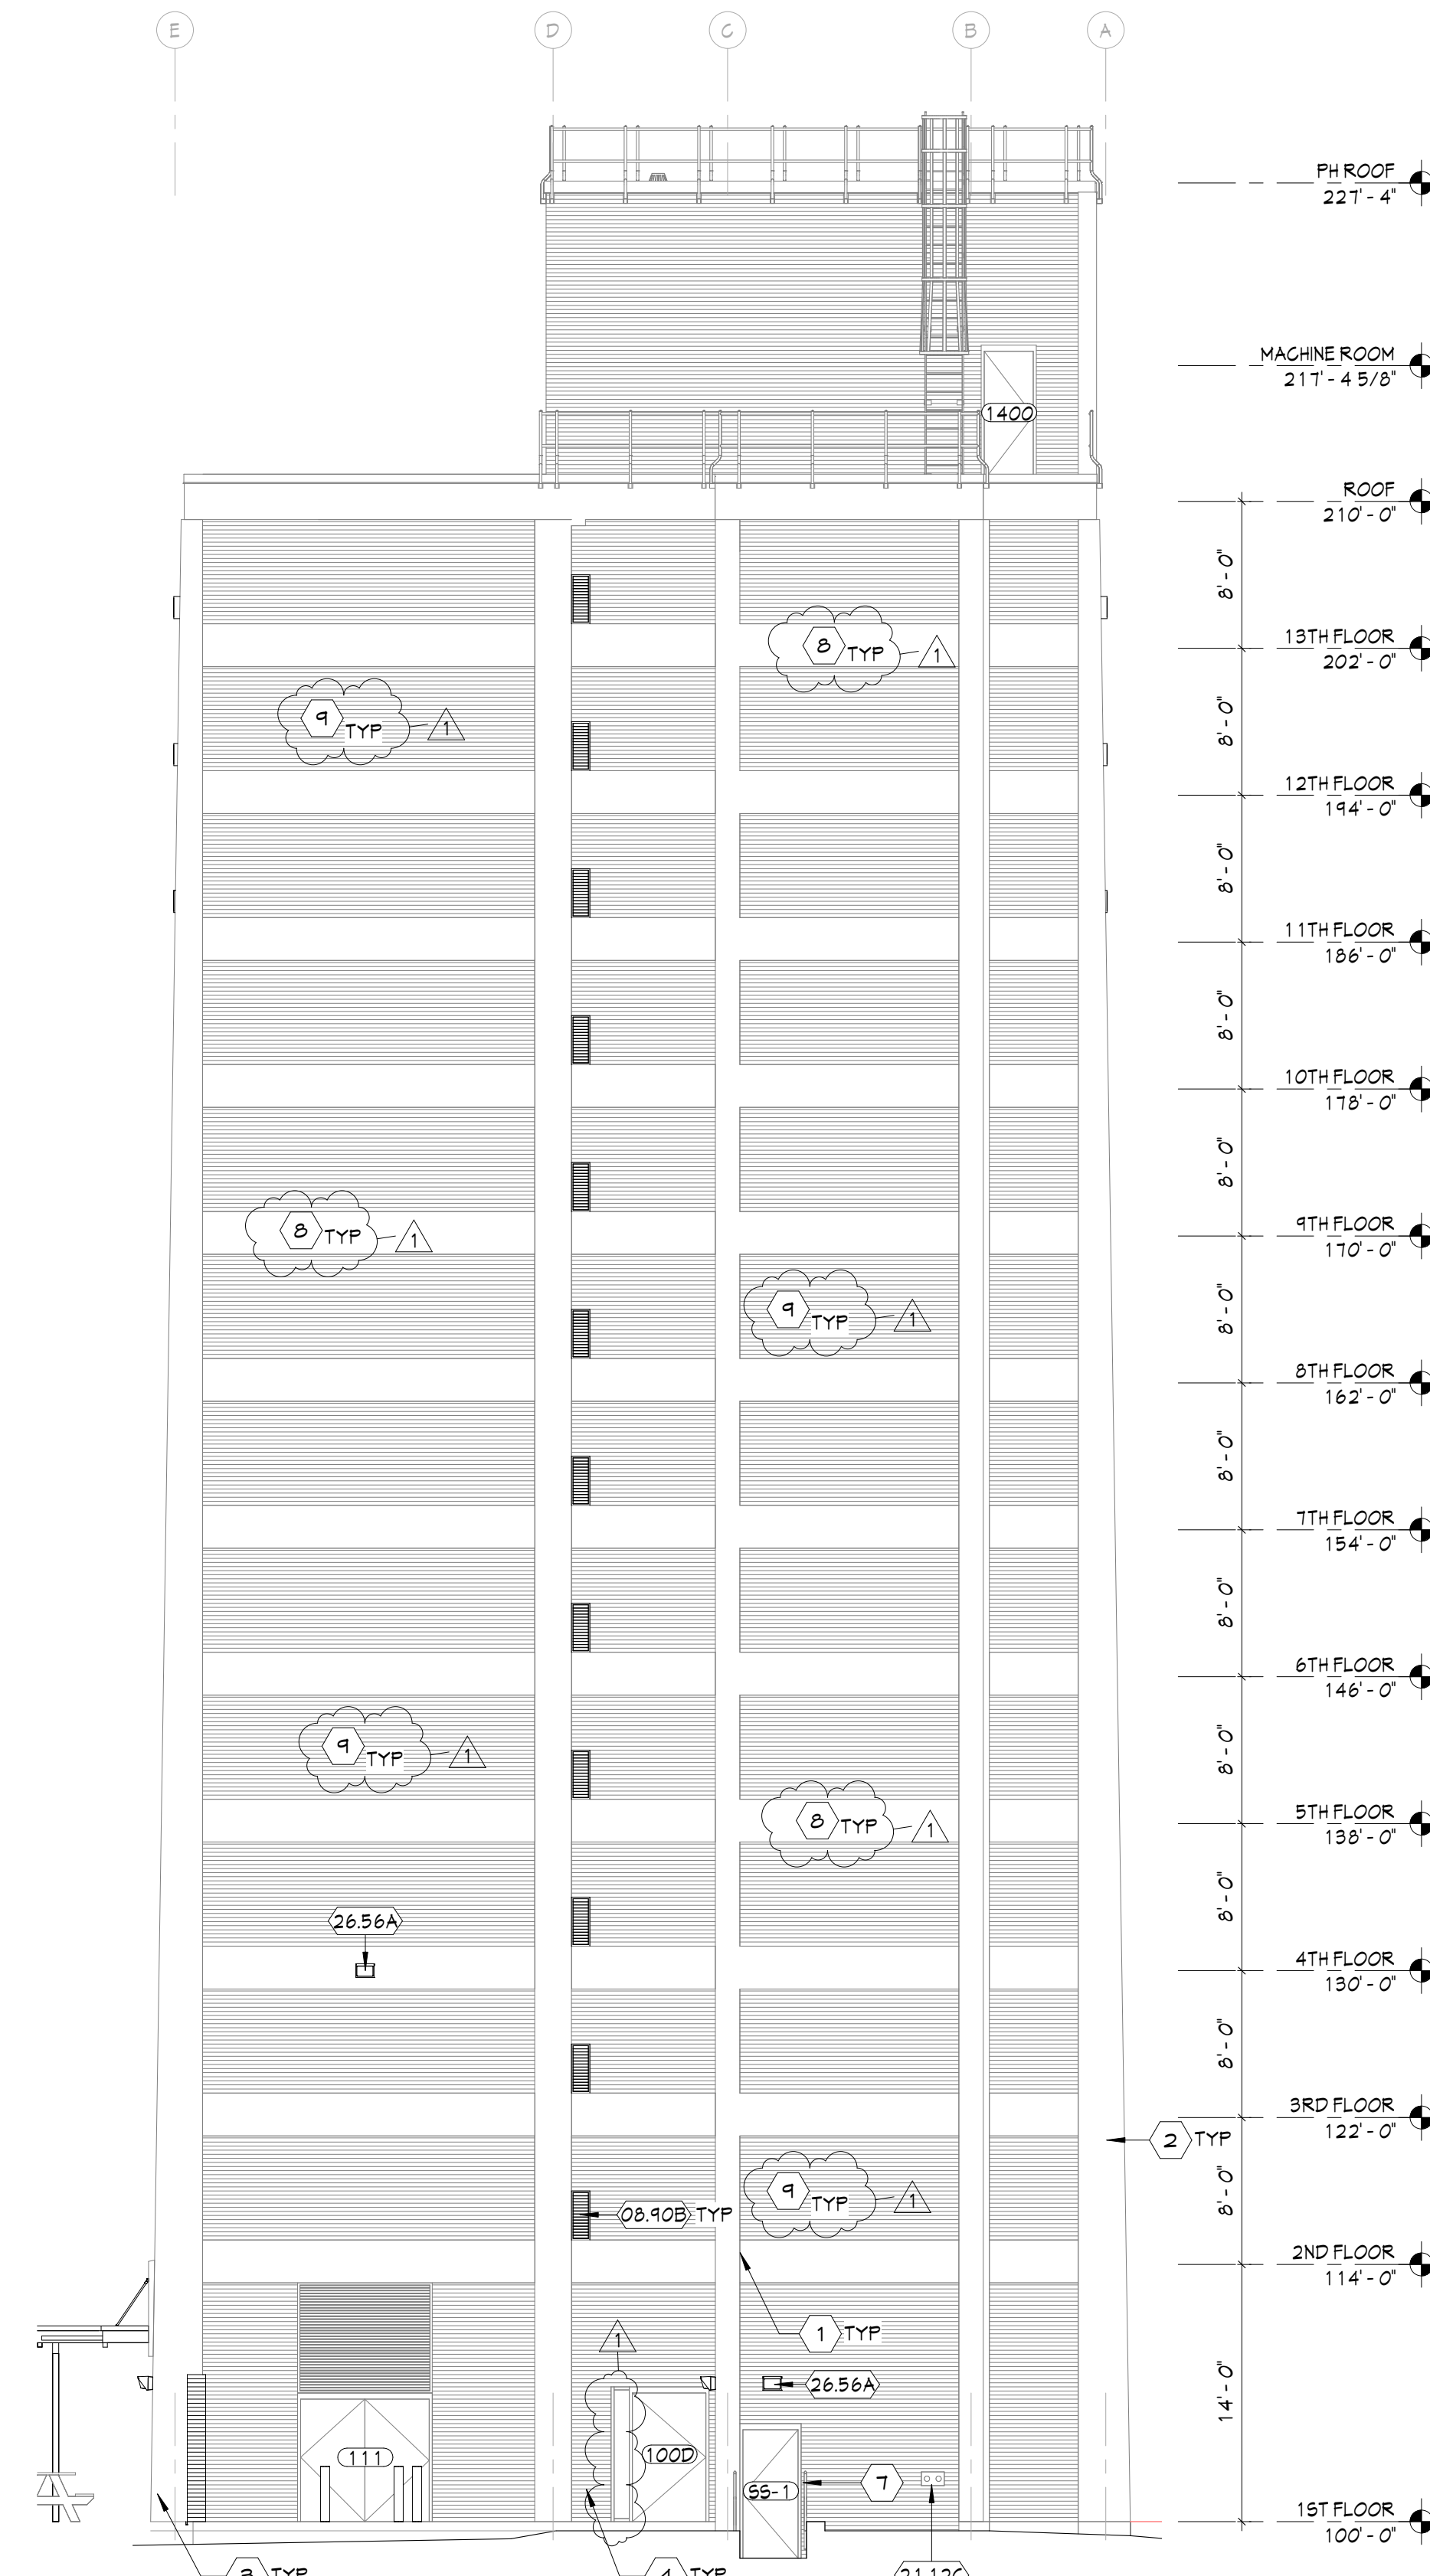 E D C B A
PH ROOF
227' - 4"
MACHINE ROOM
217' - 4 5/8"
1400
ROOF
210' - 0"
8' - 0"
8 TYP 1
13TH FLOOR
202' - 0"
9 TYP 1
8' - 0"
12TH FLOOR
194' - 0"
8' - 0"
11TH FLOOR
186' - 0"
8' - 0"
10TH FLOOR
178' - 0"
8' - 0"
8 TYP 1
9TH FLOOR
170' - 0"
9 TYP 1
8' - 0"
8TH FLOOR
162' - 0"
8' - 0"
7TH FLOOR
154' - 0"
8' - 0"
6TH FLOOR
146' - 0"
9 TYP 1
8' - 0"
8 TYP 1
5TH FLOOR
138' - 0"
8' - 0"
26.56A
4TH FLOOR
130' - 0"
8' - 0"
3RD FLOOR
122' - 0"
2 TYP
9 TYP 1
8' - 0"
08.90B TYP
2ND FLOOR
114' - 0"
1 TYP
1
26.56A
14' - 0"
111
100D
SS-1
7
1ST FLOOR
100' - 0"
3 TYP
TYP